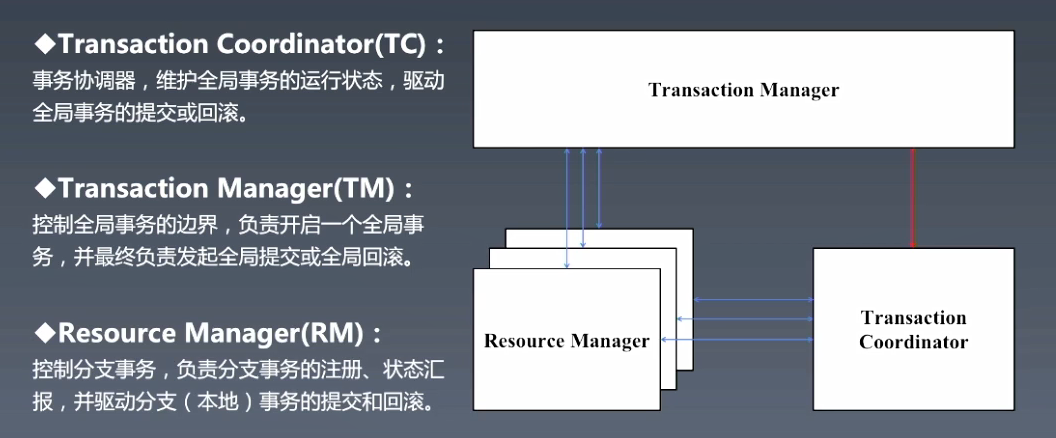 ◆Transaction Coordinator(TC)：
事务协调器，维护全局事务的运行状态，驱动
全局事务的提交或回滚。
◆Transaction Manager(TM)：
控制全局事务的边界，负责开启一个全局事
务，并最终负责发起全局提交或全局回滚。
◆Resource Manager(RM)：
控制分支事务，负责分支事务的注册、状态汇
报，并驱动分支（本地）事务的提交和回滚。
Transaction Manager
Resource Manager
Transaction
Coordinator